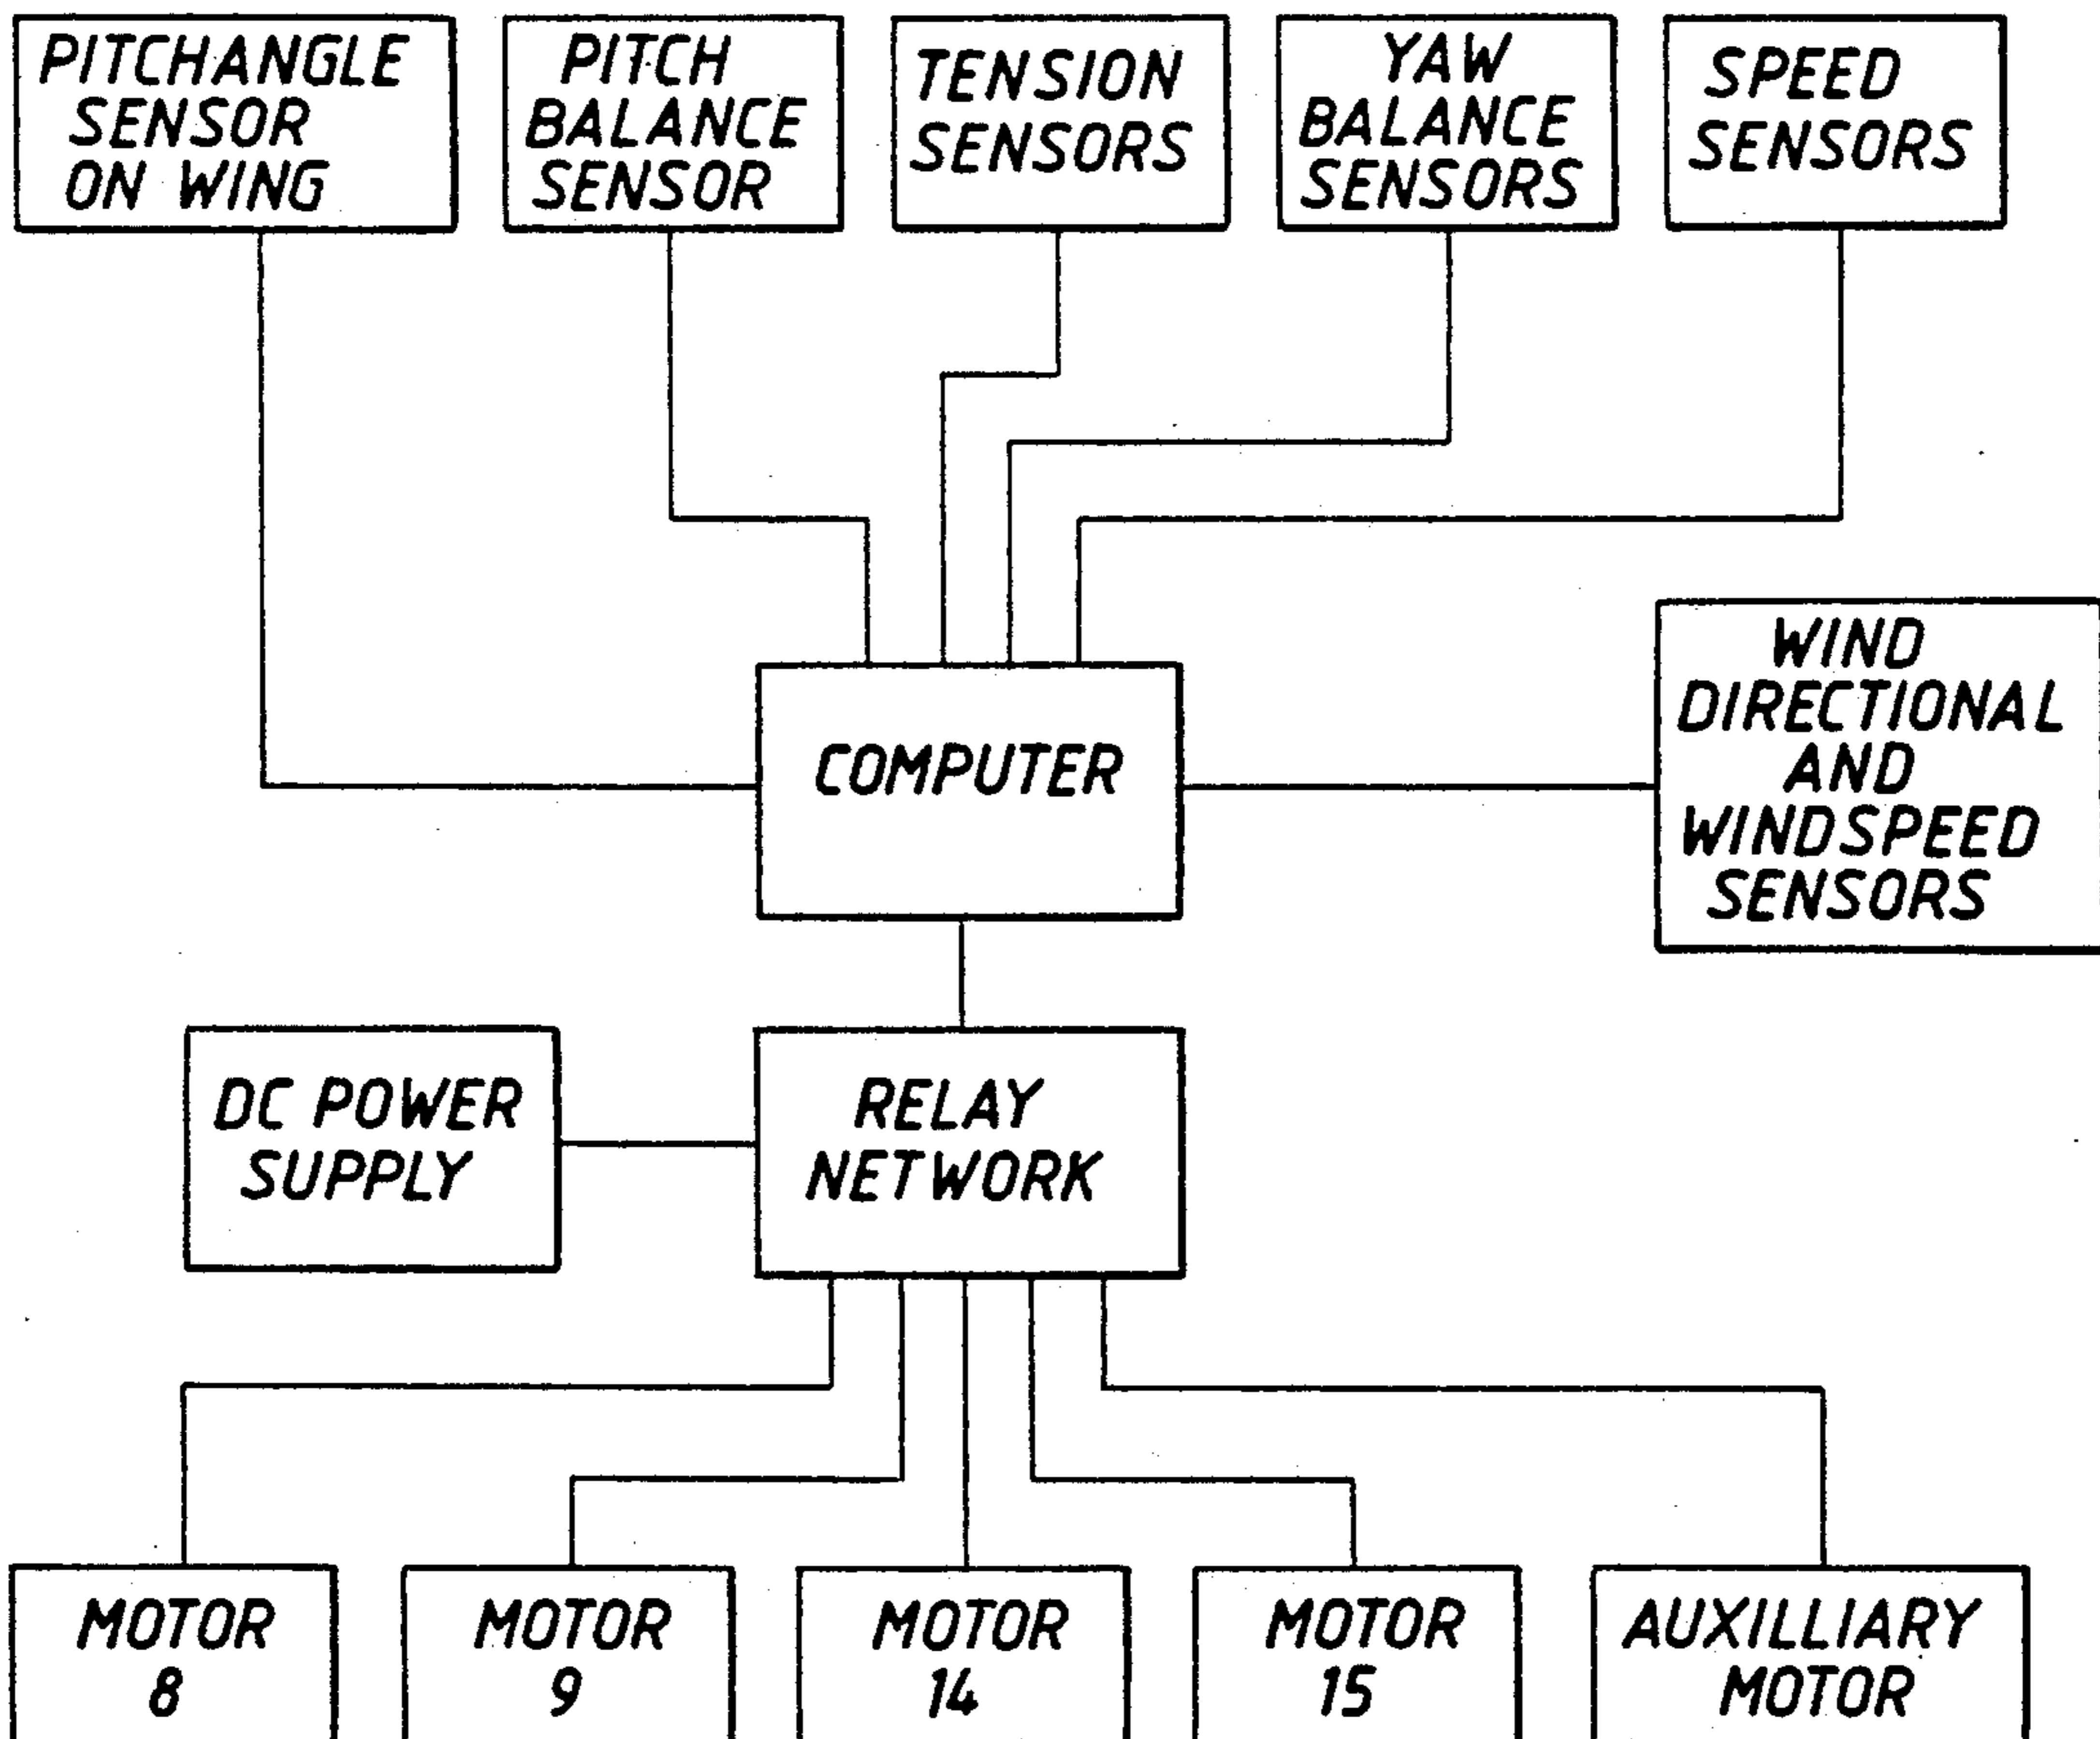 PITCHANGLE
SENSOR
ON WING
PITCH
BALANCE
SENSOR
TENSION
SENSORS
YAW
BALANCE
SENSORS
SPEED
SENSORS
COMPUTER
WIND
DIRECTIONAL
AND
WINDSPEED
SENSORS
DC POWER
SUPPLY
RELAY
NETWORK
MOTOR
8
MOTOR
9
MOTOR
14
MOTOR
15
AUXILLIARY
MOTOR